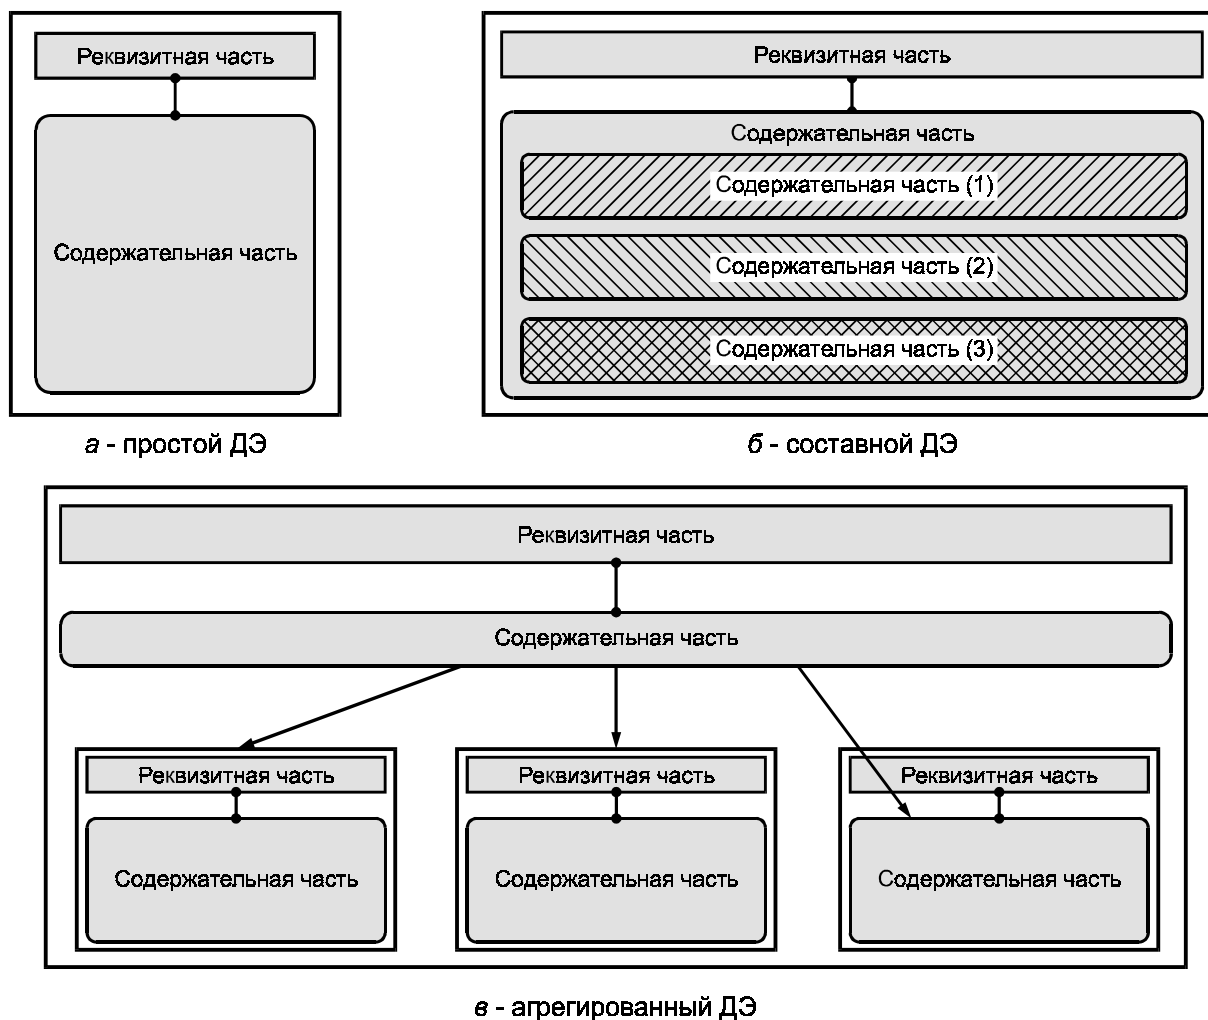 Реквизитная часть
Содержательная часть
а - простой ДЭ
Реквизитная часть
Содержательная часть
Содержательная часть (1)
Содержательная часть (2)
Содержательная часть (3)
б - составной ДЭ
Реквизитная часть
Содержательная часть
Реквизитная часть
Содержательная часть
Реквизитная часть
Содержательная часть
Реквизитная часть
Содержательная часть
в - агрегированный ДЭ